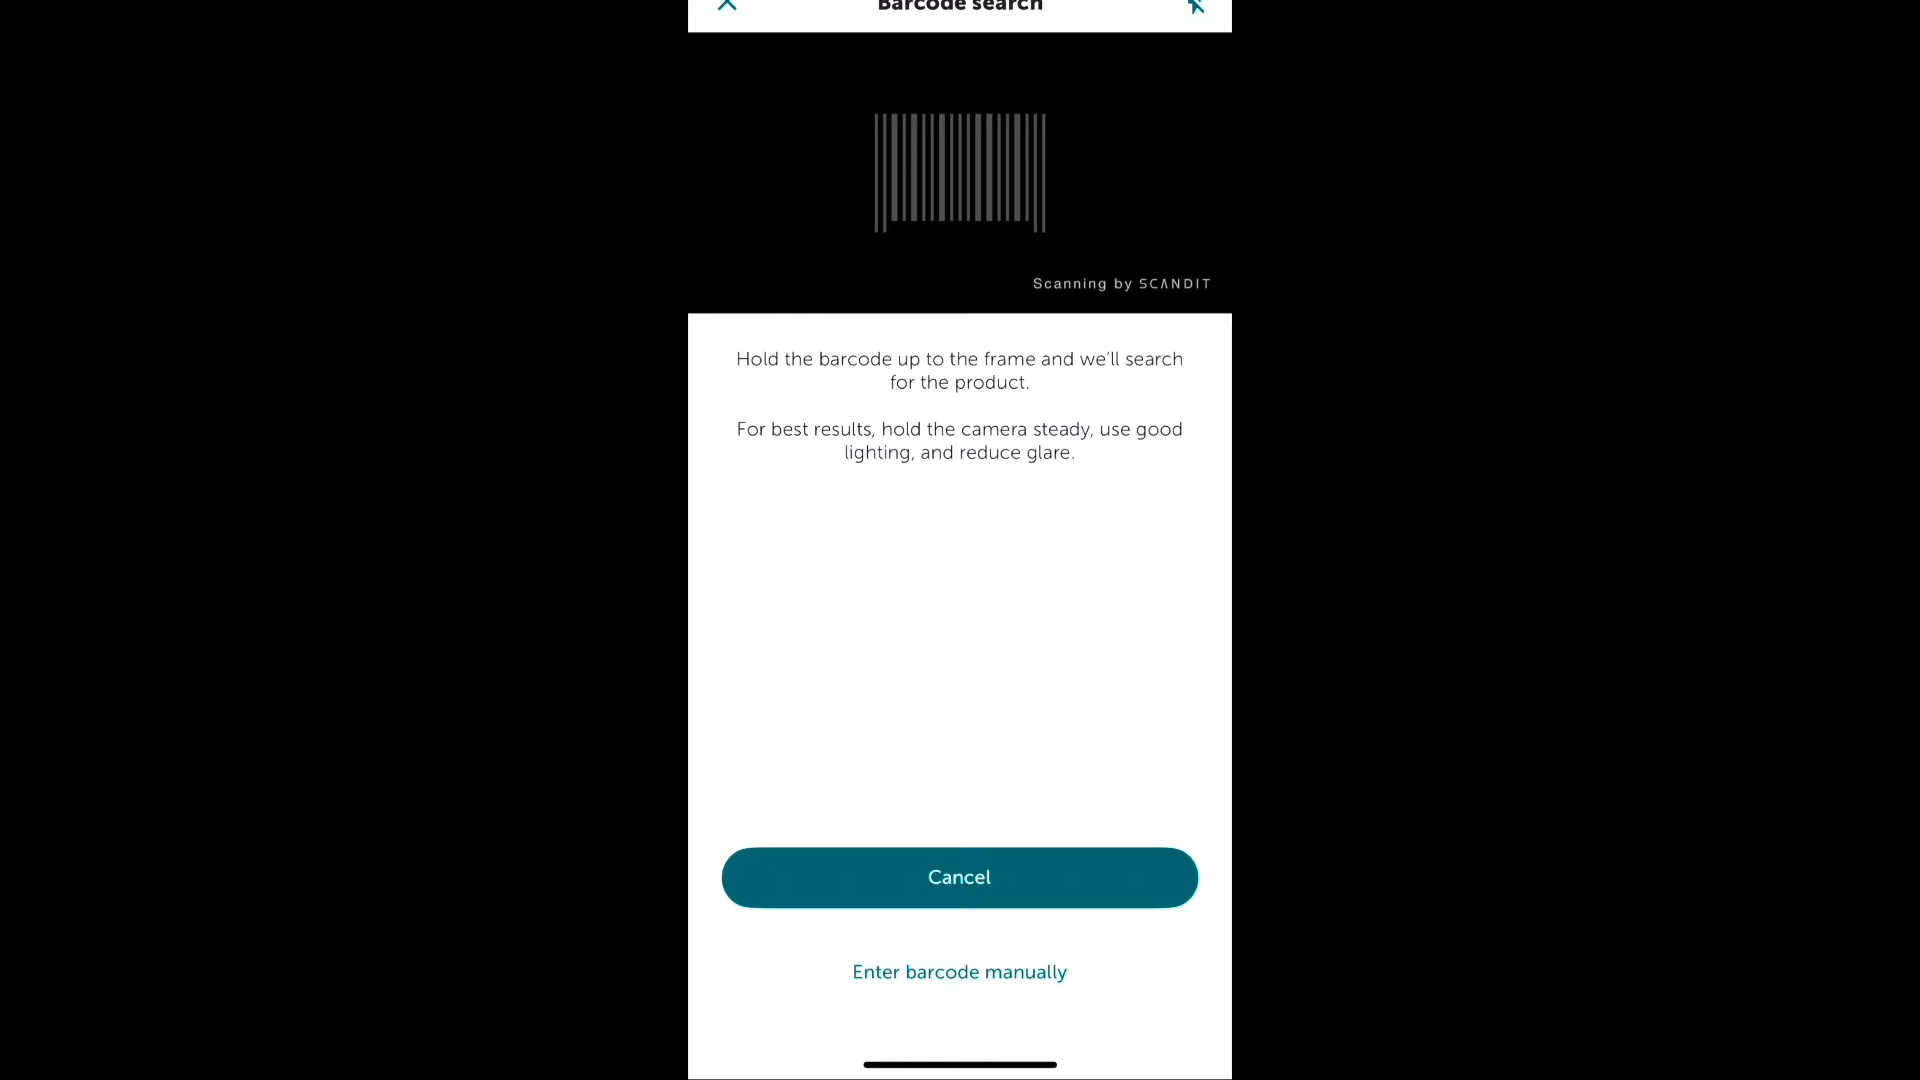 Barcode search
Scanning by SCANDIT
Hold the barcode up to the frame and we'll search
for the product.
For best results, hold the camera steady, use good
lighting, and reduce glare.
Cancel
Enter barcode manually